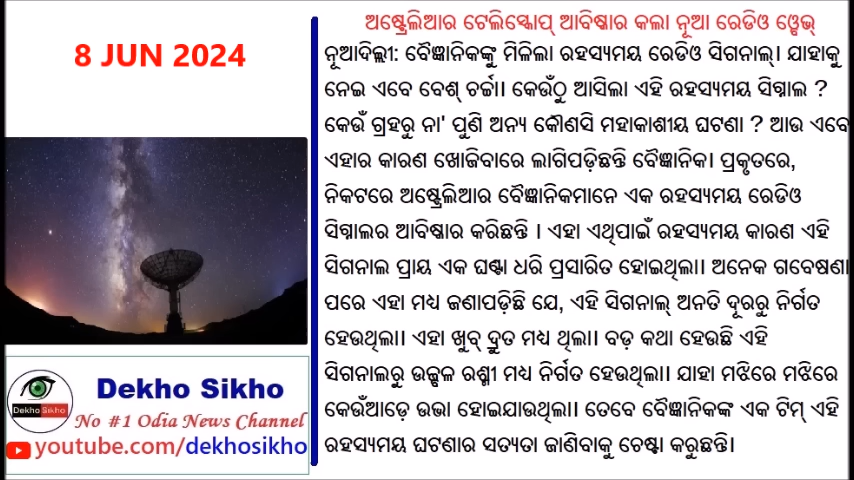 8 JUN 2024
ଅଷ୍ଟ୍ରେଲିଆର ଟେଲିସ୍କୋପ୍ ଆବିଷ୍କାର କଲା ନୂଆ ରେଡିଓ ୱେଭ୍
ନୂଆଦିଲ୍ଲୀ: ବୈଜ୍ଞାନିକଙ୍କୁ ମିଳିଲା ରହସ୍ୟମୟ ରେଡିଓ ସିଗନାଲ୍। ଯାହାକୁ
ନେଇ ଏବେ ବେଶ୍ ଚର୍ଚ୍ଚା। କେଉଁଠୁ ଆସିଲା ଏହି ରହସ୍ୟମୟ ସିଗ୍ନାଲ ?
କେଉଁ ଗ୍ରହରୁ ନା' ପୁଣି ଅନ୍ୟ କୌଣସି ମହାକାଶୀୟ ଘଟଣା ? ଆଉ ଏବେ
ଏହାର କାରଣ ଖୋଜିବାରେ ଲାଗିପଡ଼ିଛନ୍ତି ବୈଜ୍ଞାନିକ। ପ୍ରକୃତରେ,
ନିକଟରେ ଅଷ୍ଟ୍ରେଲିଆର ବୈଜ୍ଞାନିକମାନେ ଏକ ରହସ୍ୟମୟ ରେଡିଓ
ସିଗ୍ନାଲର ଆବିଷ୍କାର କରିଛନ୍ତି । ଏହା ଏଥିପାଇଁ ରହସ୍ୟମୟ କାରଣ ଏହି
ସିଗନାଲ ପ୍ରାୟ ଏକ ଘଣ୍ଟା ଧରି ପ୍ରସାରିତ ହୋଇଥିଲା। ଅନେକ ଗବେଷଣା
ପରେ ଏହା ମଧ୍ୟ ଜଣାପଡ଼ିଛି ଯେ, ଏହି ସିଗନାଲ୍ ଅନତି ଦୂରରୁ ନିର୍ଗତ
ହେଉଥିଲା। ଏହା ଖୁବ୍ ଦ୍ରୁତ ମଧ୍ୟ ଥିଲା। ବଡ଼ କଥା ହେଉଛି ଏହି
ସିଗନାଲରୁ ଉଜ୍ଜ୍ୱଳ ରଶ୍ମୀ ମଧ୍ୟ ନିର୍ଗତ ହେଉଥିଲା। ଯାହା ମଝିରେ ମଝିରେ
କେଉଁଆଡ଼େ ଉଭା ହୋଇଯାଉଥିଲା। ତେବେ ବୈଜ୍ଞାନିକଙ୍କ ଏକ ଟିମ୍ ଏହି
ରହସ୍ୟମୟ ଘଟଣାର ସତ୍ୟତା ଜାଣିବାକୁ ଚେଷ୍ଟା କରୁଛନ୍ତି।
Dekho Sikho
Dekho Sikho
No #1 Odia News Channel
youtube.com/dekhosikho